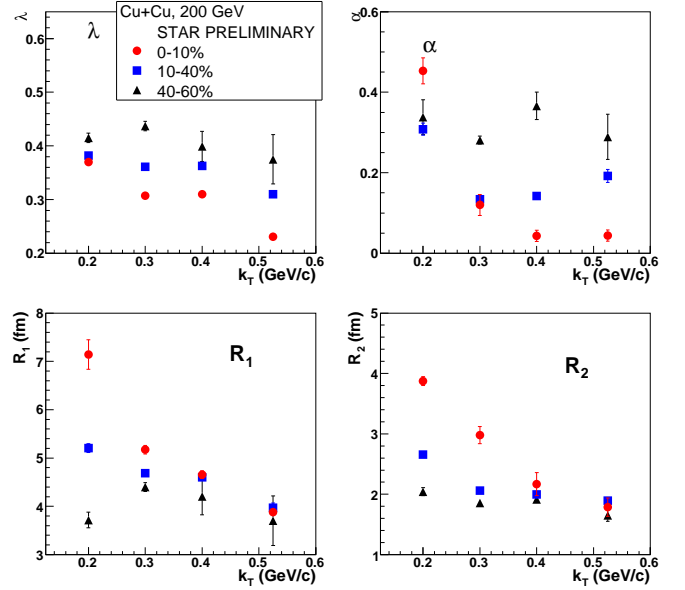 λ
λ
Cu+Cu, 200 GeV
STAR PRELIMINARY
0-10%
10-40%
40-60%
0.6
0.5
0.4
0.3
0.2
0.2 0.3 0.4 0.5 0.6
k_T (GeV/c)
α
α
0.6
0.4
0.2
0
0.2 0.3 0.4 0.5 0.6
k_T (GeV/c)
R_1 (fm)
R_1
8
7
6
5
4
3
0.2 0.3 0.4 0.5 0.6
k_T (GeV/c)
R_2 (fm)
R_2
5
4
3
2
1
0.2 0.3 0.4 0.5 0.6
k_T (GeV/c)